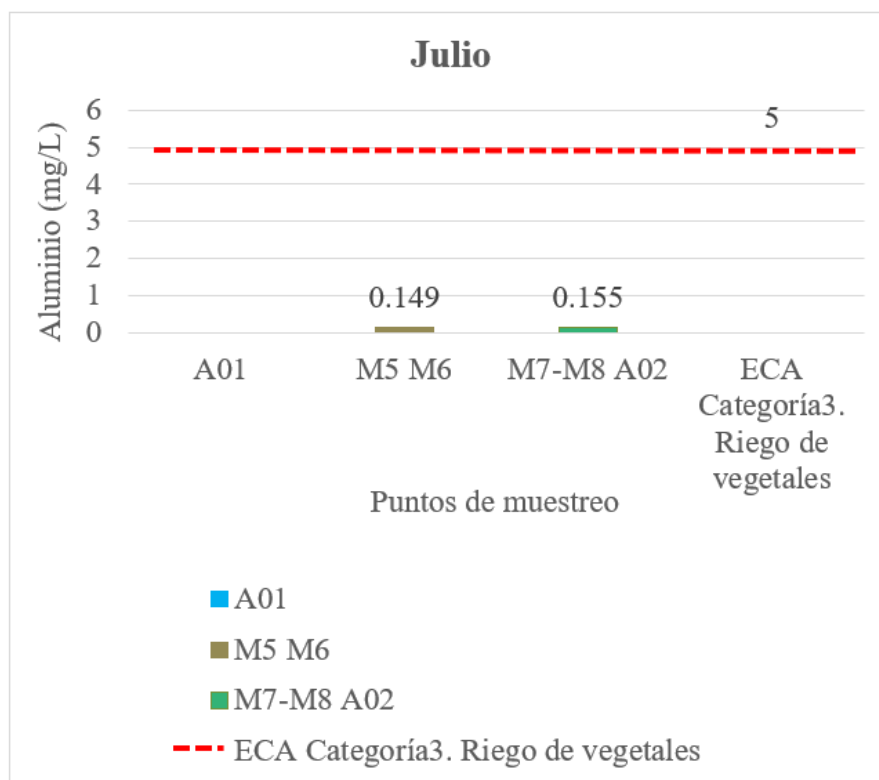 Julio
Aluminio (mg/L)
6
5
4
3
2
1
0
5
0.149
0.155
A01
M5 M6
M7-M8 A02
ECA
Categoría3.
Riego de
vegetales
Puntos de muestreo
A01
M5 M6
M7-M8 A02
ECA Categoría3. Riego de vegetales